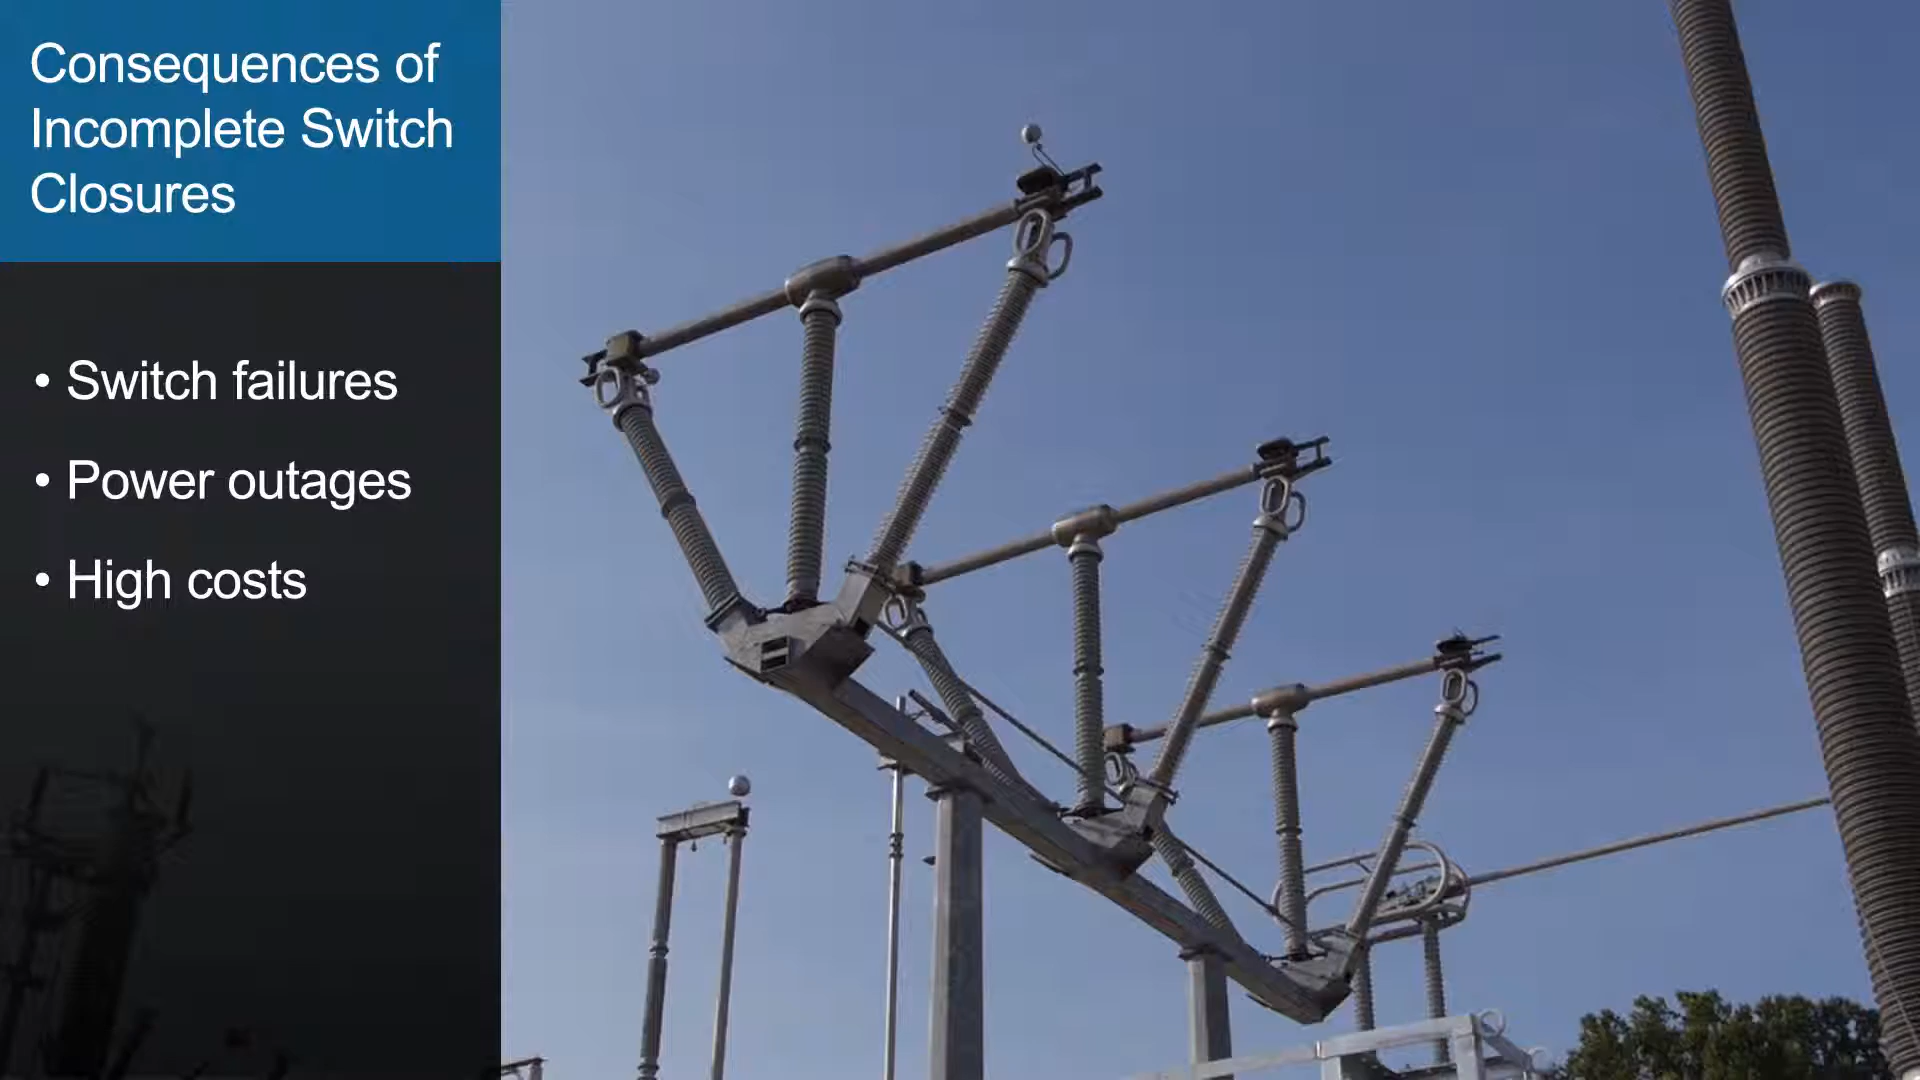 Consequences of
Incomplete Switch
Closures
• Switch failures
• Power outages
• High costs